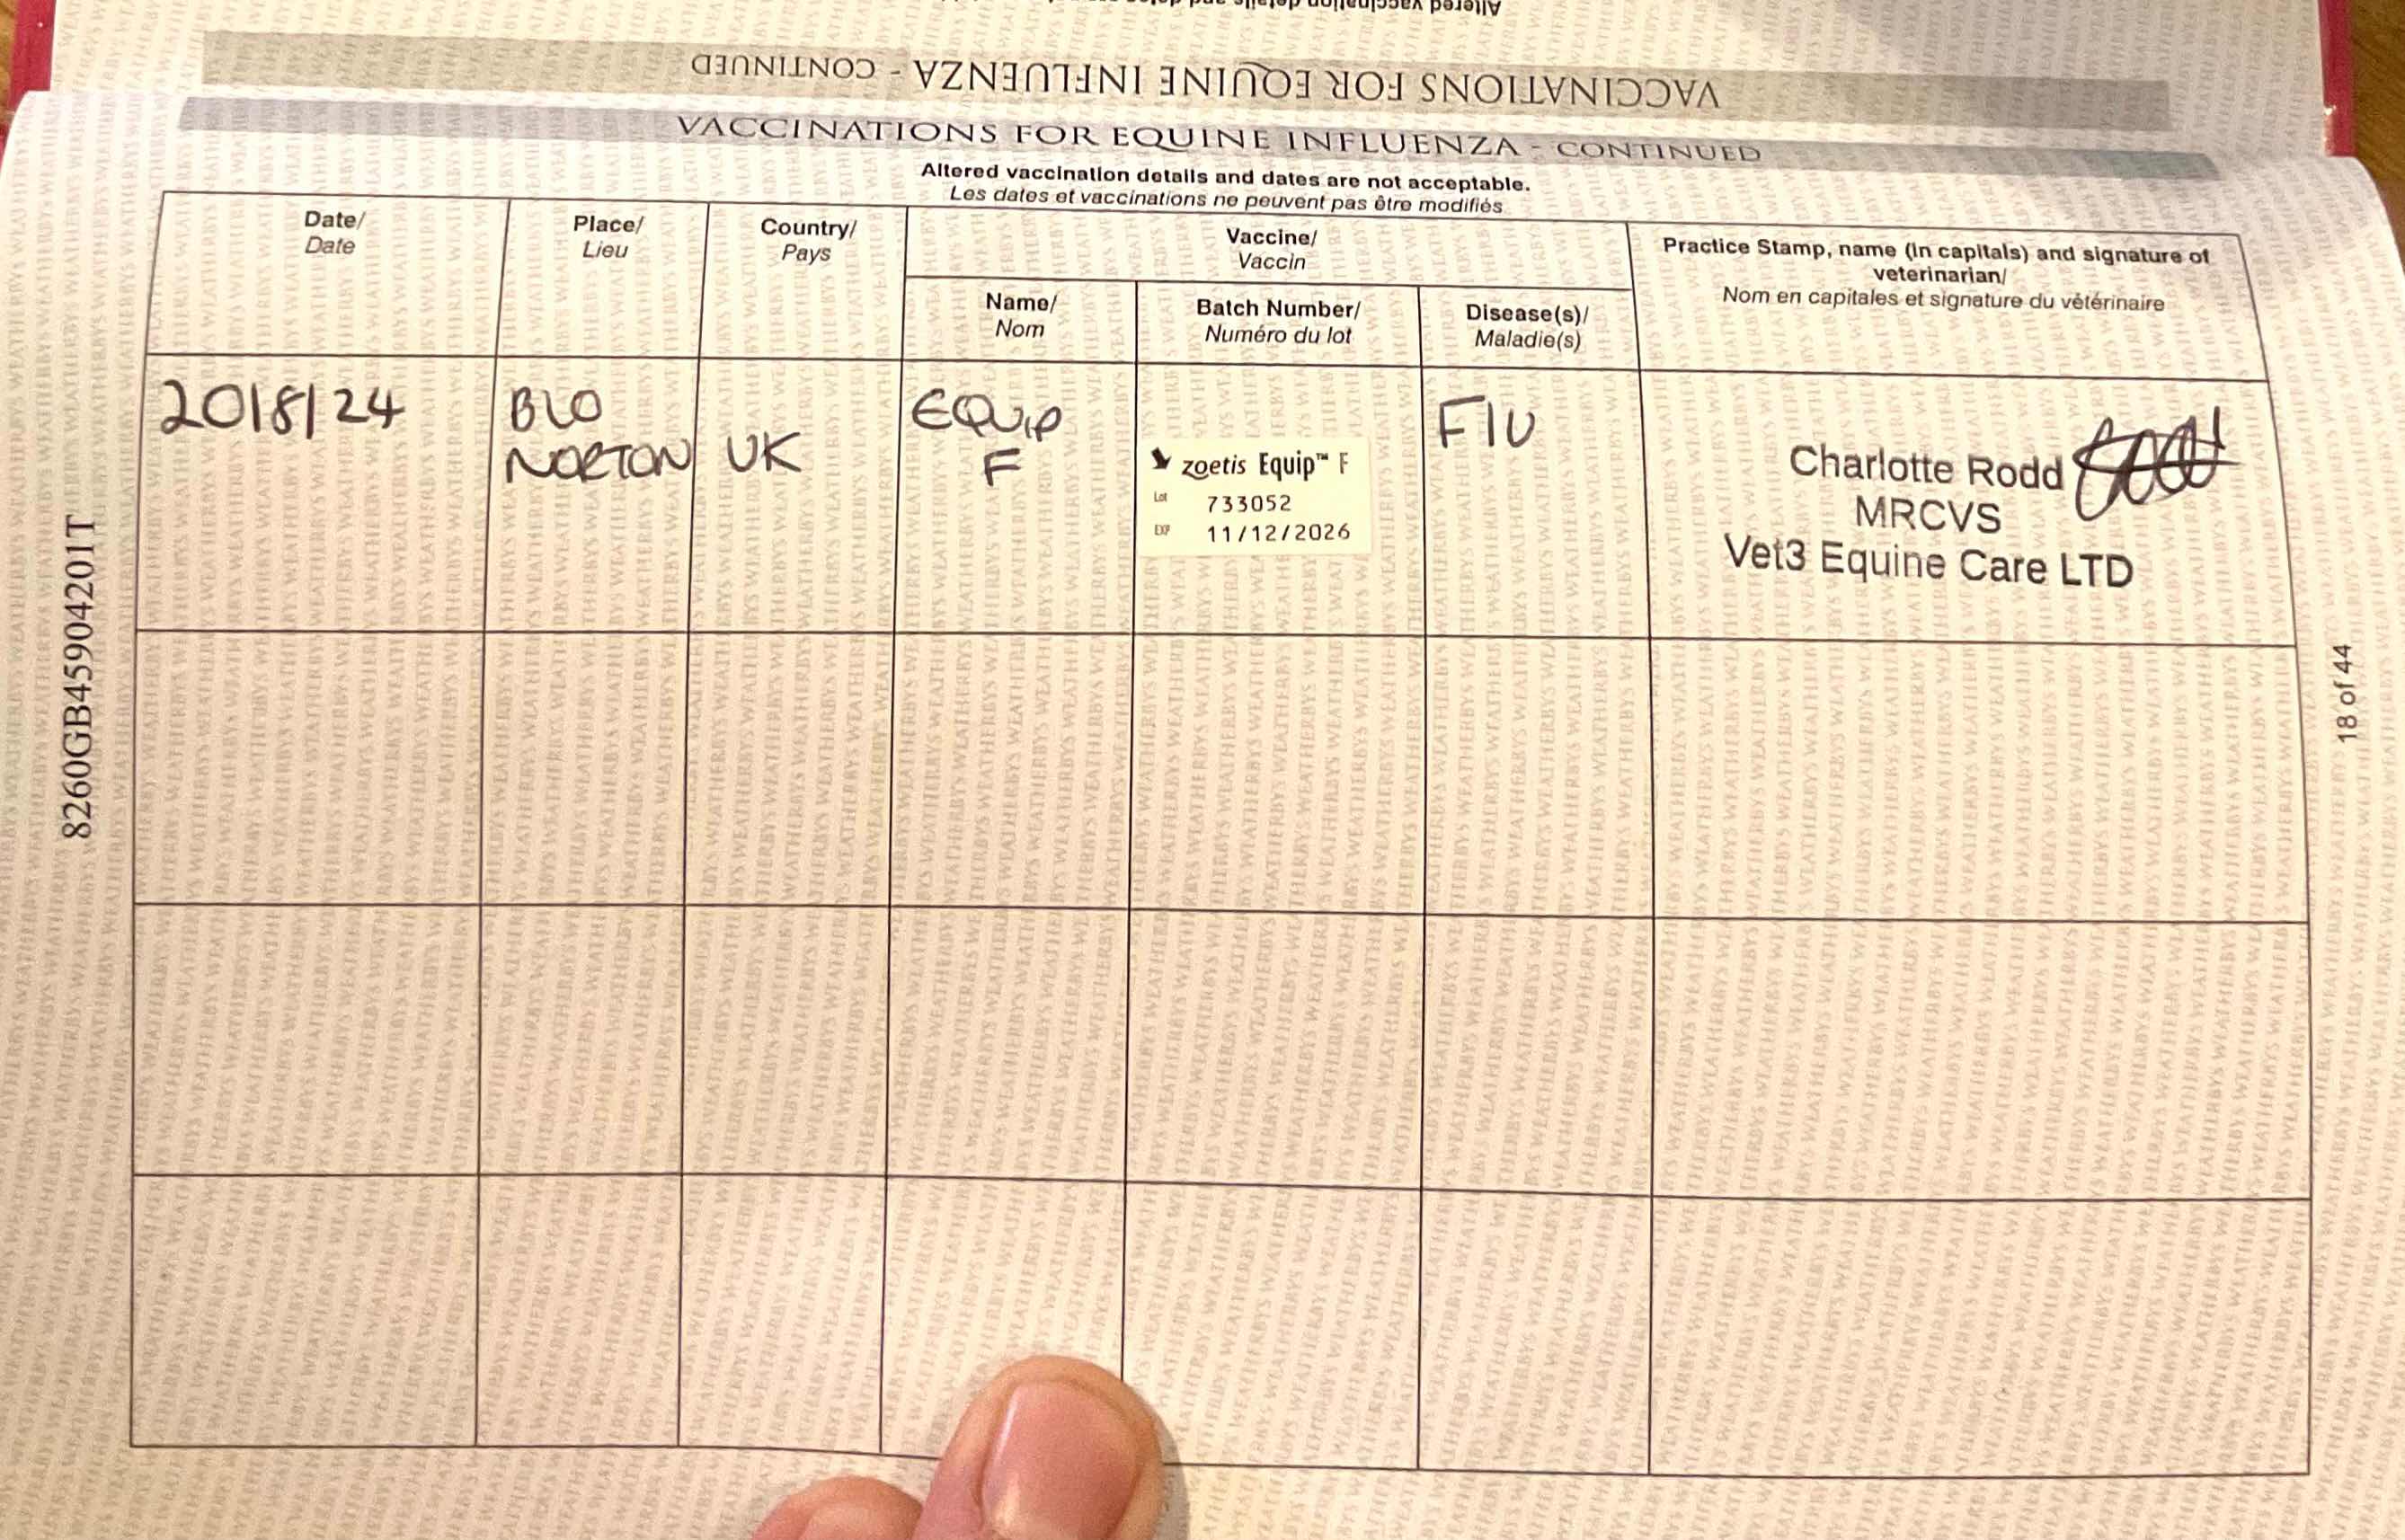 Altered vaccination details and dates
VACCINATIONS FOR EQUINE INFLUENZA - CONTINUED
VACCINATIONS FOR EQUINE INFLUENZA - CONTINUED
Altered vaccination details and dates are not acceptable.
Les dates et vaccinations ne peuvent pas être modifiés
Date/
Date
Place/
Lieu
Country/
Pays
Vaccine/
Vaccin
Name/
Nom
Batch Number/
Numéro du lot
Disease(s)/
Maladie(s)
Practice Stamp, name (in capitals) and signature of
veterinarian/
Nom en capitales et signature du vétérinaire
20/8/24
BLO
NORTON
UK
EQUIP
F
zoetis Equip™ F
Lot 733052
EXP 11/12/2026
FLU
Charlotte Rodd
MRCVS
Vet3 Equine Care LTD
8260GB45904201T
18 of 44
WEATHERBYS